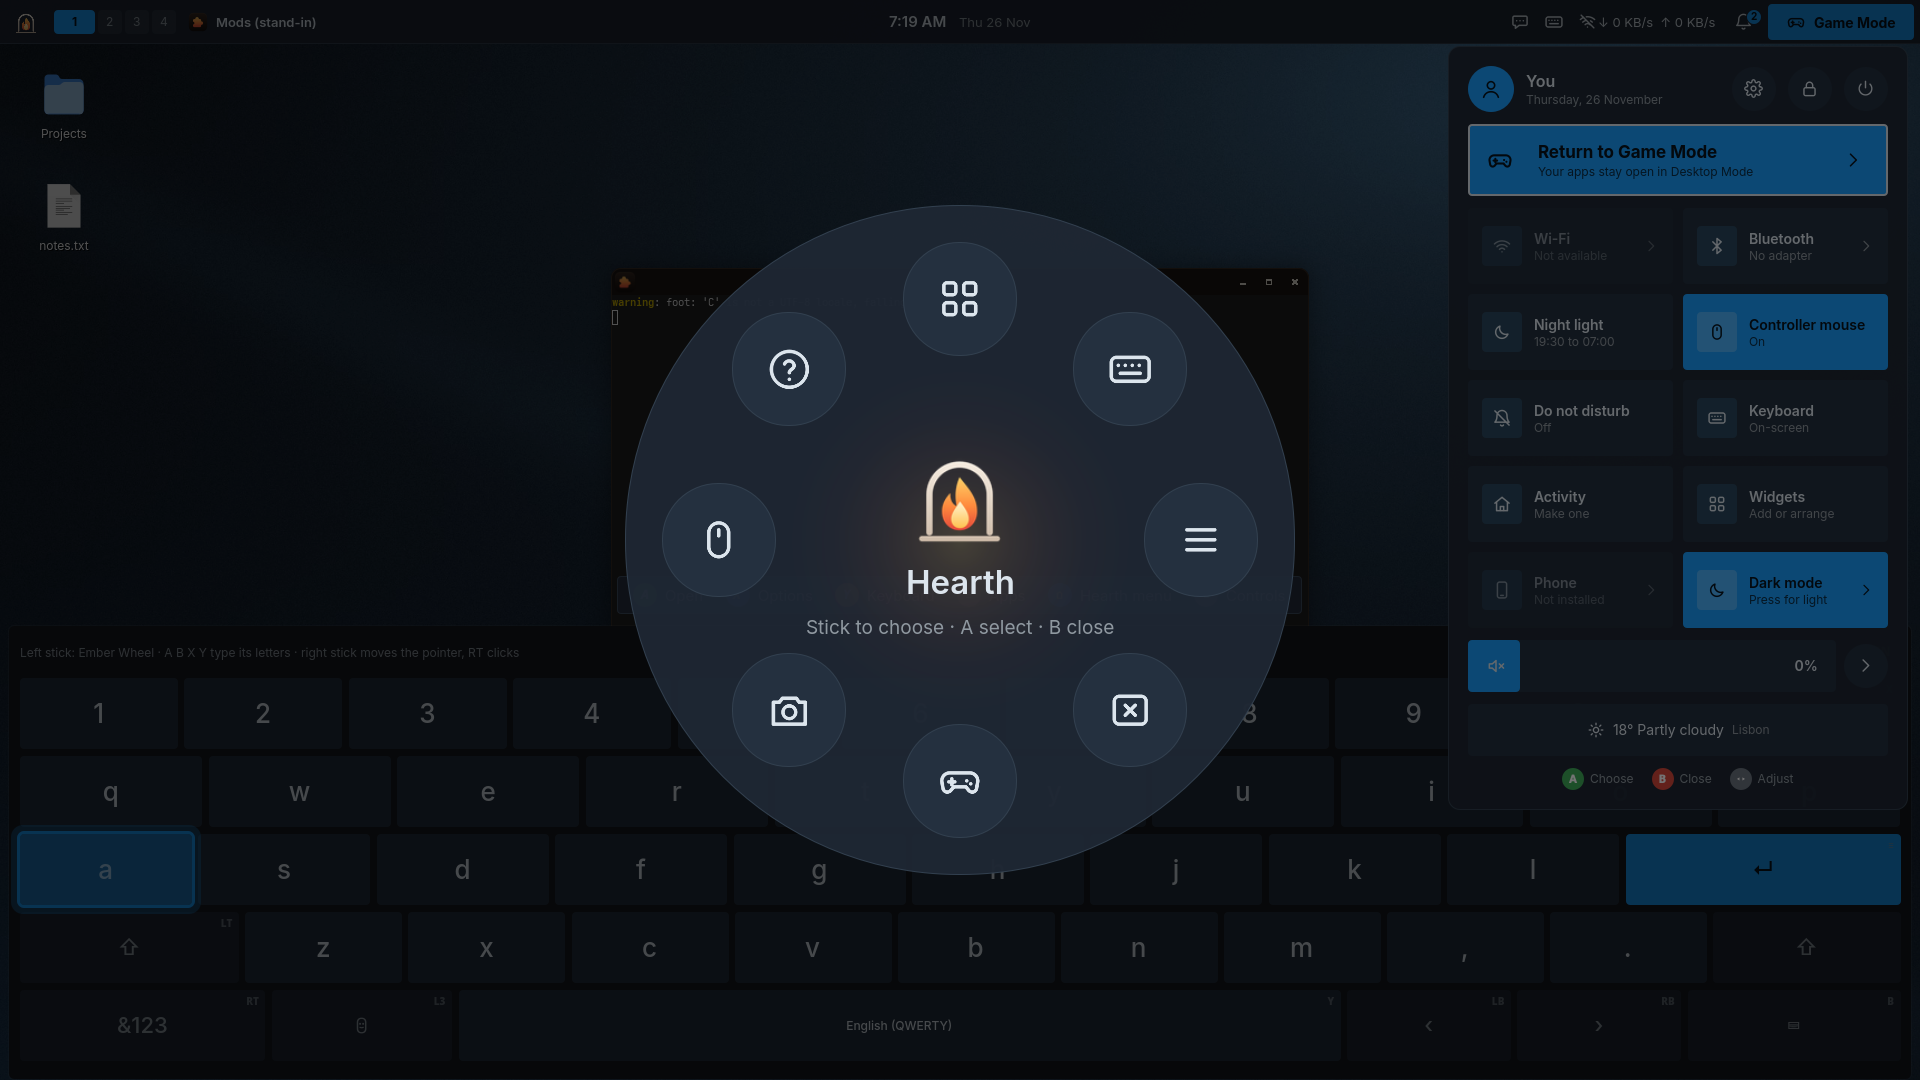 1 2 3 4 Mods (stand-in)
7:19 AM Thu 26 Nov
0 KB/s 0 KB/s 2 Game Mode
Projects
notes.txt
warning: foot: 'C'
Hearth
Stick to choose · A select · B close
You
Thursday, 26 November
Return to Game Mode
Your apps stay open in Desktop Mode
Wi-Fi
Not available
Bluetooth
No adapter
Night light
19:30 to 07:00
Controller mouse
On
Do not disturb
Off
Keyboard
On-screen
Activity
Make one
Widgets
Add or arrange
Phone
Not installed
Dark mode
Press for light
0%
18° Partly cloudy Lisbon
A Choose B Close Adjust
Left stick: Ember Wheel · A B X Y type its letters · right stick moves the pointer, RT clicks
1 2 3 4 8 9
q w e r u i
a s d f g h j k l
LT z x c v b n m , .
&123 RT L3 English (QWERTY) Y LB RB B